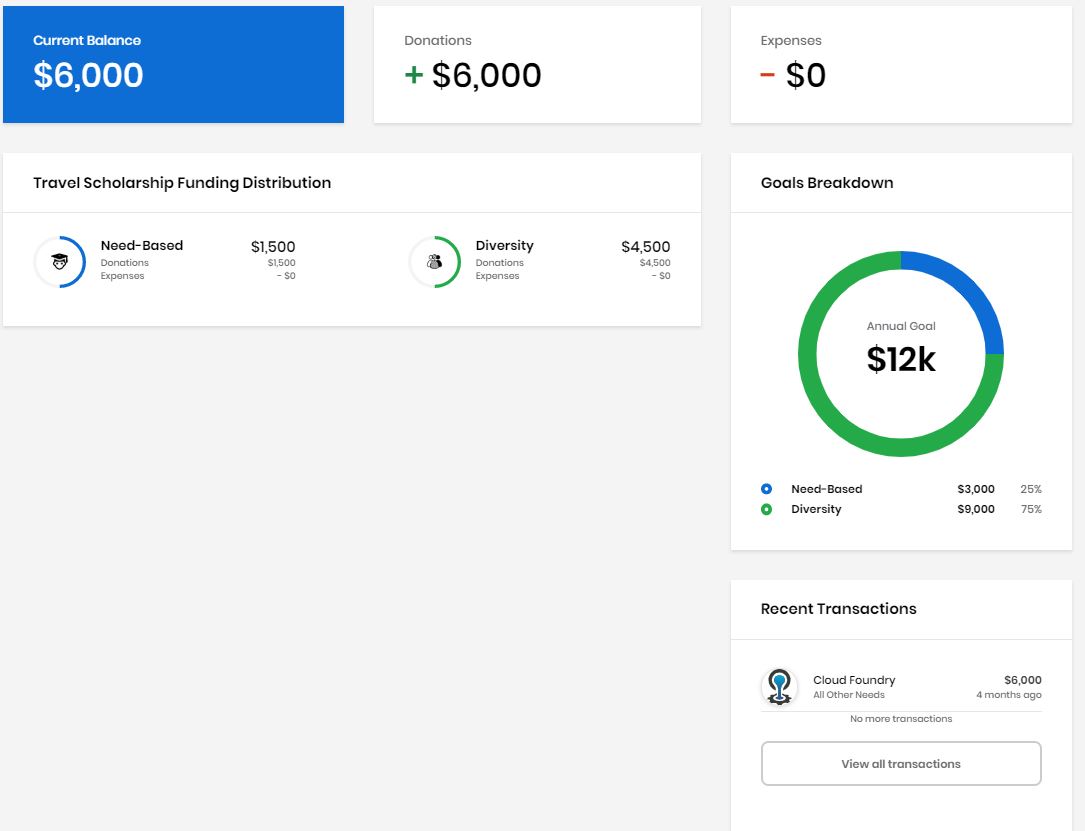 Current Balance
$6,000
Donations
+ $6,000
Expenses
– $0
Travel Scholarship Funding Distribution
Need-Based $1,500
Donations $1,500
Expenses - $0
Diversity $4,500
Donations $4,500
Expenses - $0
Goals Breakdown
Annual Goal
$12k
Need-Based $3,000 25%
Diversity $9,000 75%
Recent Transactions
Cloud Foundry $6,000
All Other Needs 4 months ago
No more transactions
View all transactions